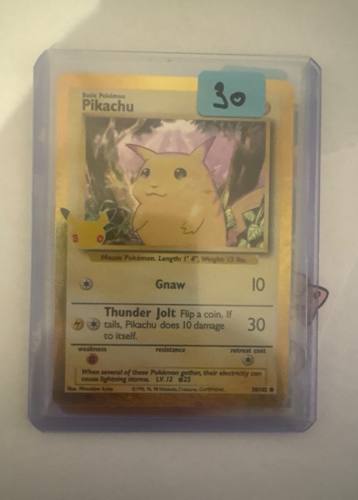 30
Basic Pokémon
Pikachu
Mouse Pokémon. Length: 1' 4", Weight: 13 lbs.
Gnaw 10
Thunder Jolt Flip a coin. If
tails, Pikachu does 10 damage
to itself.
30
weakness resistance retreat cost
When several of these Pokémon gather, their electricity can
cause lightning storms. LV. 12 #25
58/102